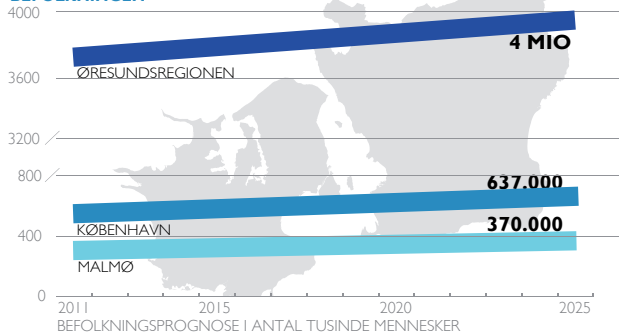 BEFOLKNINGEN
4000
4 MIO
ØRESUNDSREGIONEN
3600
3200
800
637.000
KØBENHAVN
370.000
400
MALMØ
0
2011 2015 2020 2025
BEFOLKNINGSPROGNOSE I ANTAL TUSINDE MENNESKER